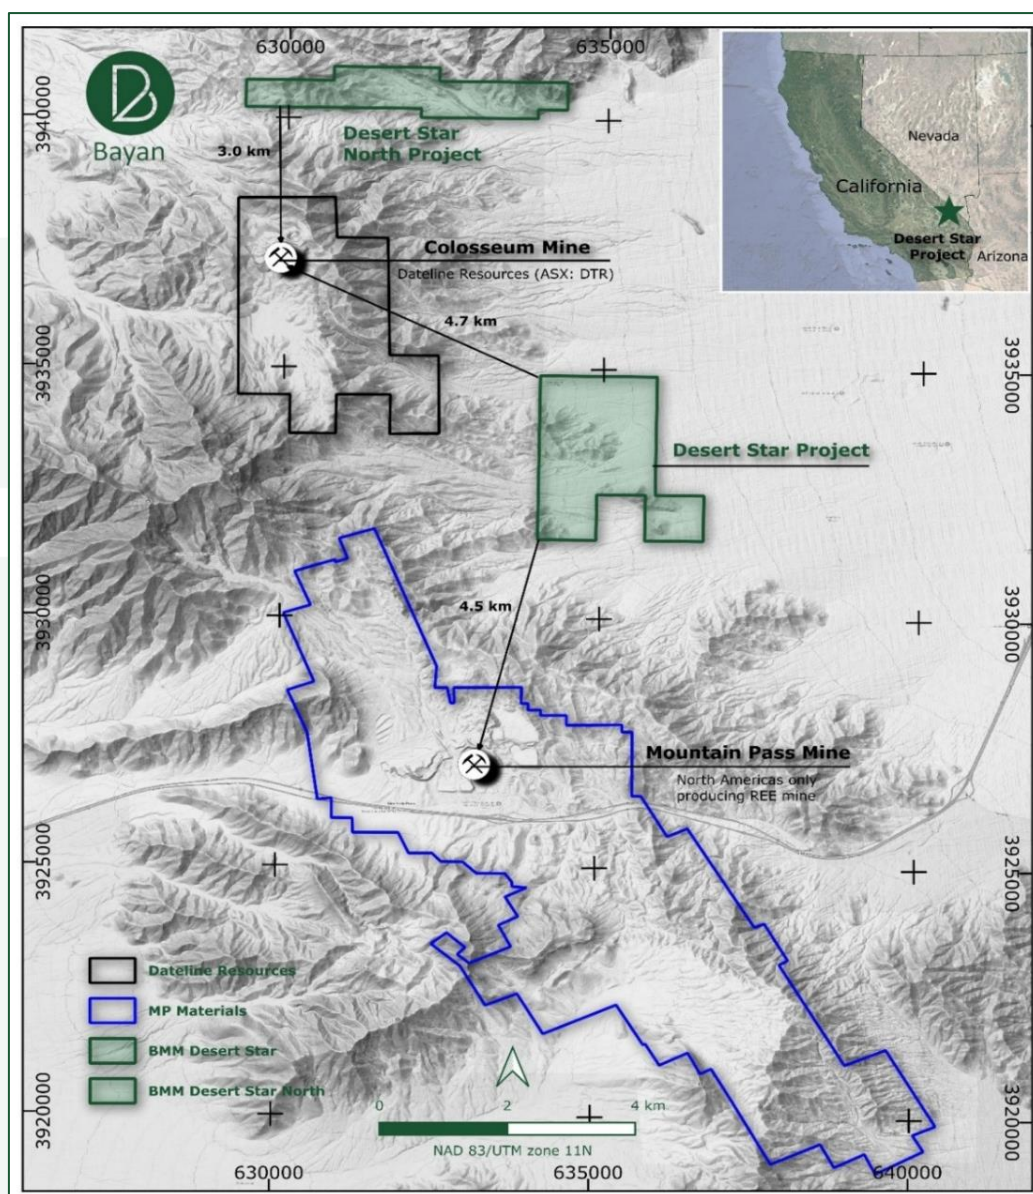 630000
635000
Bayan
3940000
Desert Star
North Project
3.0 km
Nevada
California
Desert Star
Project
Arizona
Colosseum Mine
Dateline Resources (ASX: DTR)
4.7 km
3935000
3935000
Desert Star Project
3930000
3930000
4.5 km
Mountain Pass Mine
North Americas only
producing REE mine
3925000
3925000
Dateline Resources
MP Materials
BMM Desert Star
BMM Desert Star North
3920000
3920000
0
2
4 km
NAD 83/UTM zone 11N
630000
635000
640000